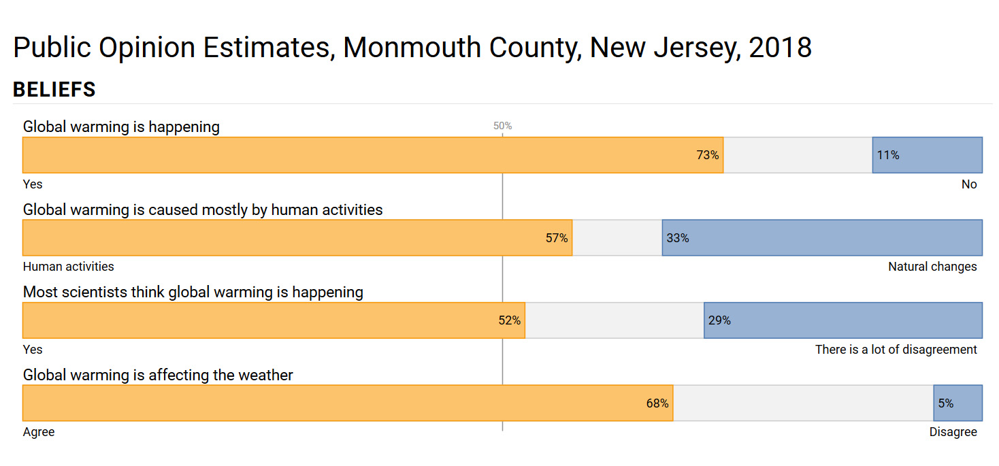 Public Opinion Estimates, Monmouth County, New Jersey, 2018
BELIEFS
Global warming is happening
50%
73%
11%
Yes
No
Global warming is caused mostly by human activities
57%
33%
Human activities
Natural changes
Most scientists think global warming is happening
52%
29%
Yes
There is a lot of disagreement
Global warming is affecting the weather
68%
5%
Agree
Disagree